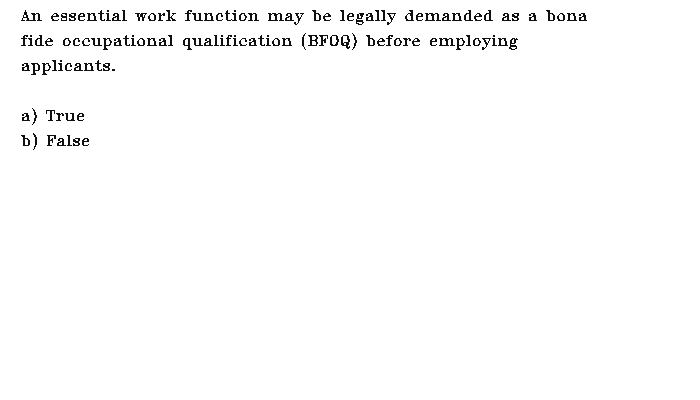 An essential work function may be legally demanded as a bona
fide occupational qualification (BFOQ) before employing
applicants.
a) True
b) False